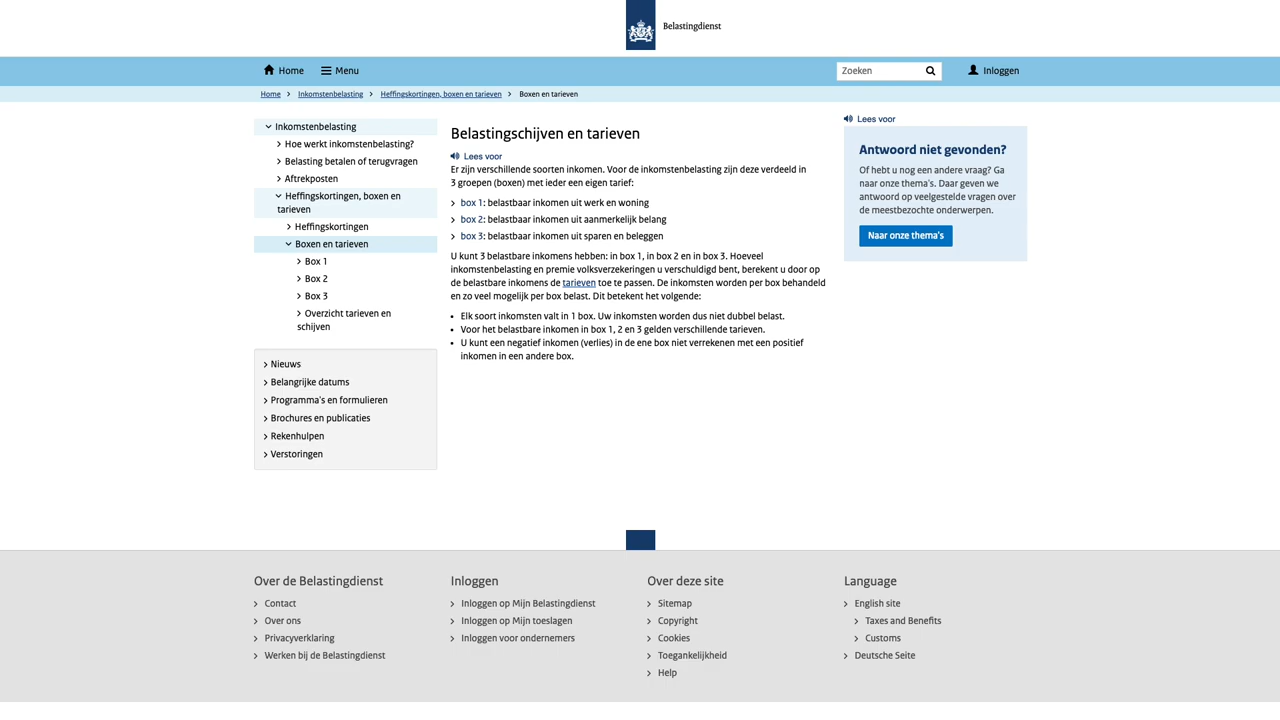 Belastingdienst
Home
Menu
Zoeken
Inloggen
Home
Inkomstenbelasting
Heffingskortingen, boxen en tarieven
Boxen en tarieven
Inkomstenbelasting
Hoe werkt inkomstenbelasting?
Belasting betalen of terugvragen
Aftrekposten
Heffingskortingen, boxen en
tarieven
Heffingskortingen
Boxen en tarieven
Box 1
Box 2
Box 3
Overzicht tarieven en
schijven
Nieuws
Belangrijke datums
Programma's en formulieren
Brochures en publicaties
Rekenhulpen
Verstoringen
Belastingschijven en tarieven
Lees voor
Er zijn verschillende soorten inkomen. Voor de inkomstenbelasting zijn deze verdeeld in
3 groepen (boxen) met ieder een eigen tarief:
box 1: belastbaar inkomen uit werk en woning
box 2: belastbaar inkomen uit aanmerkelijk belang
box 3: belastbaar inkomen uit sparen en beleggen
U kunt 3 belastbare inkomens hebben: in box 1, in box 2 en in box 3. Hoeveel
inkomstenbelasting en premie volksverzekeringen u verschuldigd bent, berekent u door op
de belastbare inkomens de tarieven toe te passen. De inkomsten worden per box behandeld
en zo veel mogelijk per box belast. Dit betekent het volgende:
• Elk soort inkomsten valt in 1 box. Uw inkomsten worden dus niet dubbel belast.
• Voor het belastbare inkomen in box 1, 2 en 3 gelden verschillende tarieven.
• U kunt een negatief inkomen (verlies) in de ene box niet verrekenen met een positief
inkomen in een andere box.
Lees voor
Antwoord niet gevonden?
Of hebt u nog een andere vraag? Ga
naar onze thema's. Daar geven we
antwoord op veelgestelde vragen over
de meestbezochte onderwerpen.
Naar onze thema's
Over de Belastingdienst
Contact
Over ons
Privacyverklaring
Werken bij de Belastingdienst
Inloggen
Inloggen op Mijn Belastingdienst
Inloggen op Mijn toeslagen
Inloggen voor ondernemers
Over deze site
Sitemap
Copyright
Cookies
Toegankelijkheid
Help
Language
English site
Taxes and Benefits
Customs
Deutsche Seite